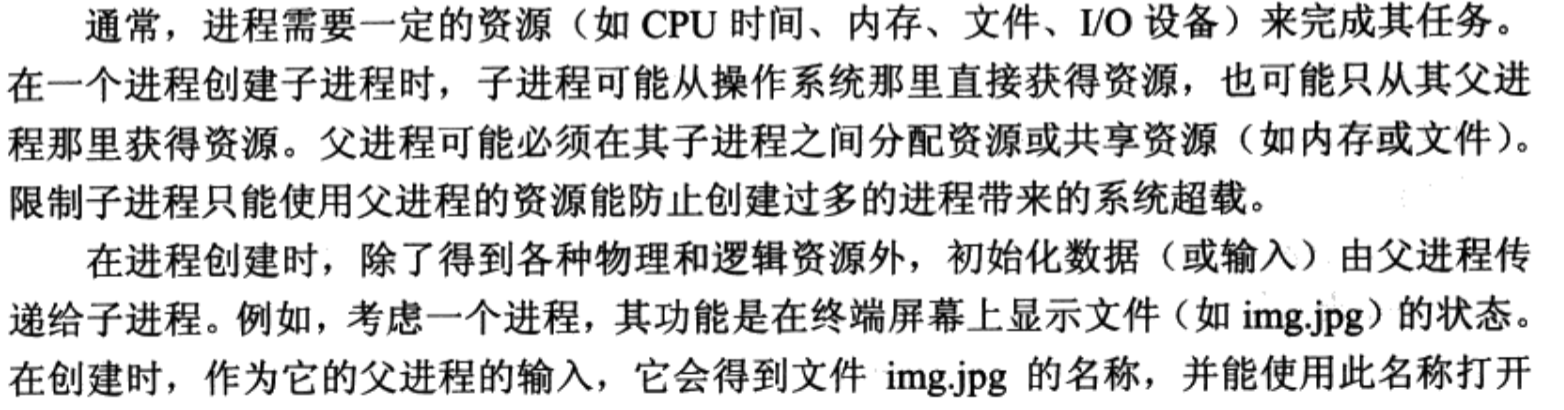 通常，进程需要一定的资源（如 CPU 时间、内存、文件、I/O 设备）来完成其任务。
在一个进程创建子进程时，子进程可能从操作系统那里直接获得资源，也可能只从其父进
程那里获得资源。父进程可能必须在其子进程之间分配资源或共享资源（如内存或文件）。
限制子进程只能使用父进程的资源能防止创建过多的进程带来的系统超载。
在进程创建时，除了得到各种物理和逻辑资源外，初始化数据（或输入）由父进程传
递给子进程。例如，考虑一个进程，其功能是在终端屏幕上显示文件（如 img.jpg）的状态。
在创建时，作为它的父进程的输入，它会得到文件 img.jpg 的名称，并能使用此名称打开